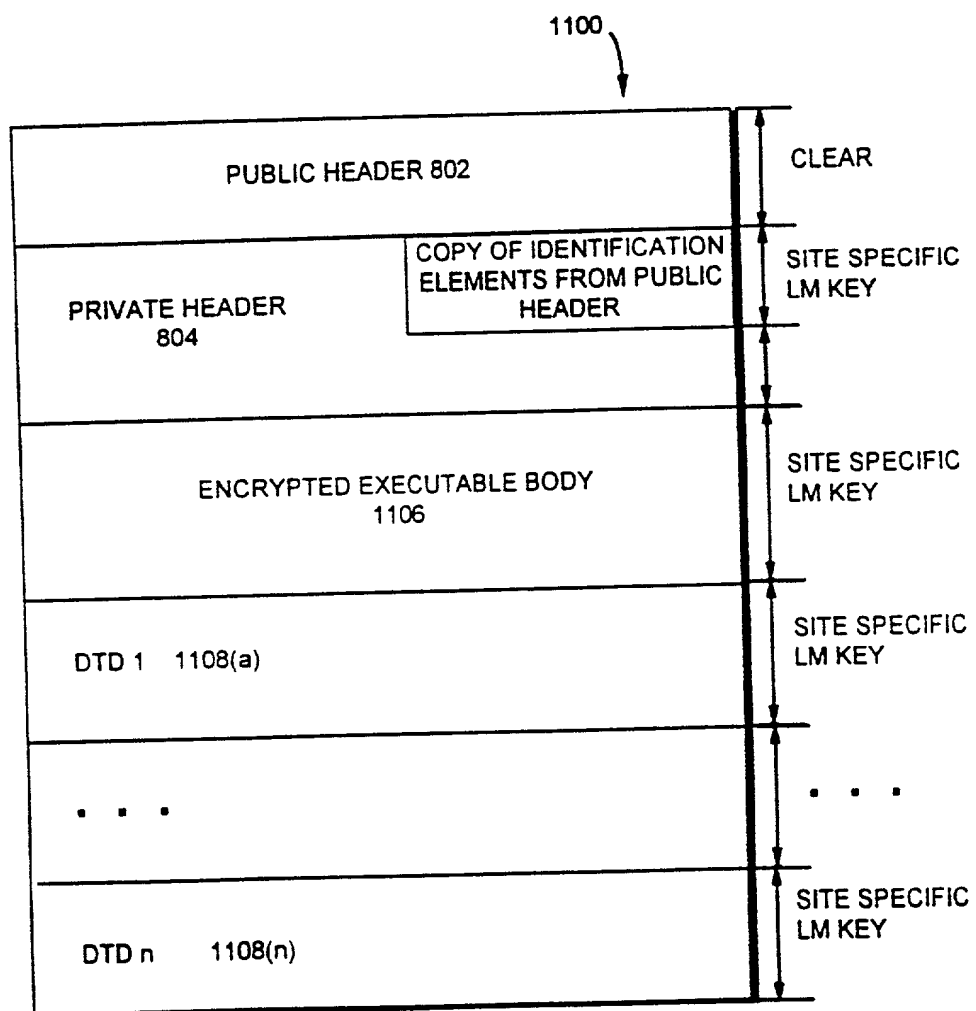 1100
PUBLIC HEADER 802
CLEAR
COPY OF IDENTIFICATION
ELEMENTS FROM PUBLIC
HEADER
SITE SPECIFIC
LM KEY
PRIVATE HEADER
804
ENCRYPTED EXECUTABLE BODY
1106
SITE SPECIFIC
LM KEY
DTD 1 1108(a)
SITE SPECIFIC
LM KEY
. . .
. . .
DTD n 1108(n)
SITE SPECIFIC
LM KEY